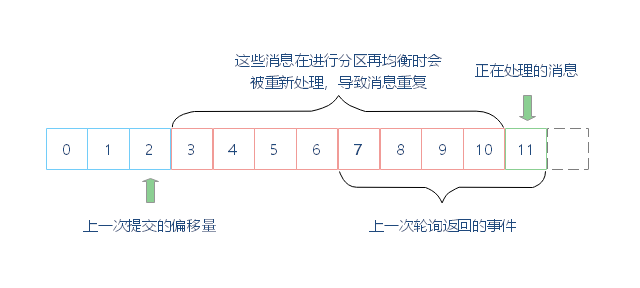 这些消息在进行分区再均衡时会
被重新处理，导致消息重复
正在处理的消息
0 1 2 3 4 5 6 7 8 9 10 11
上一次提交的偏移量
上一次轮询返回的事件